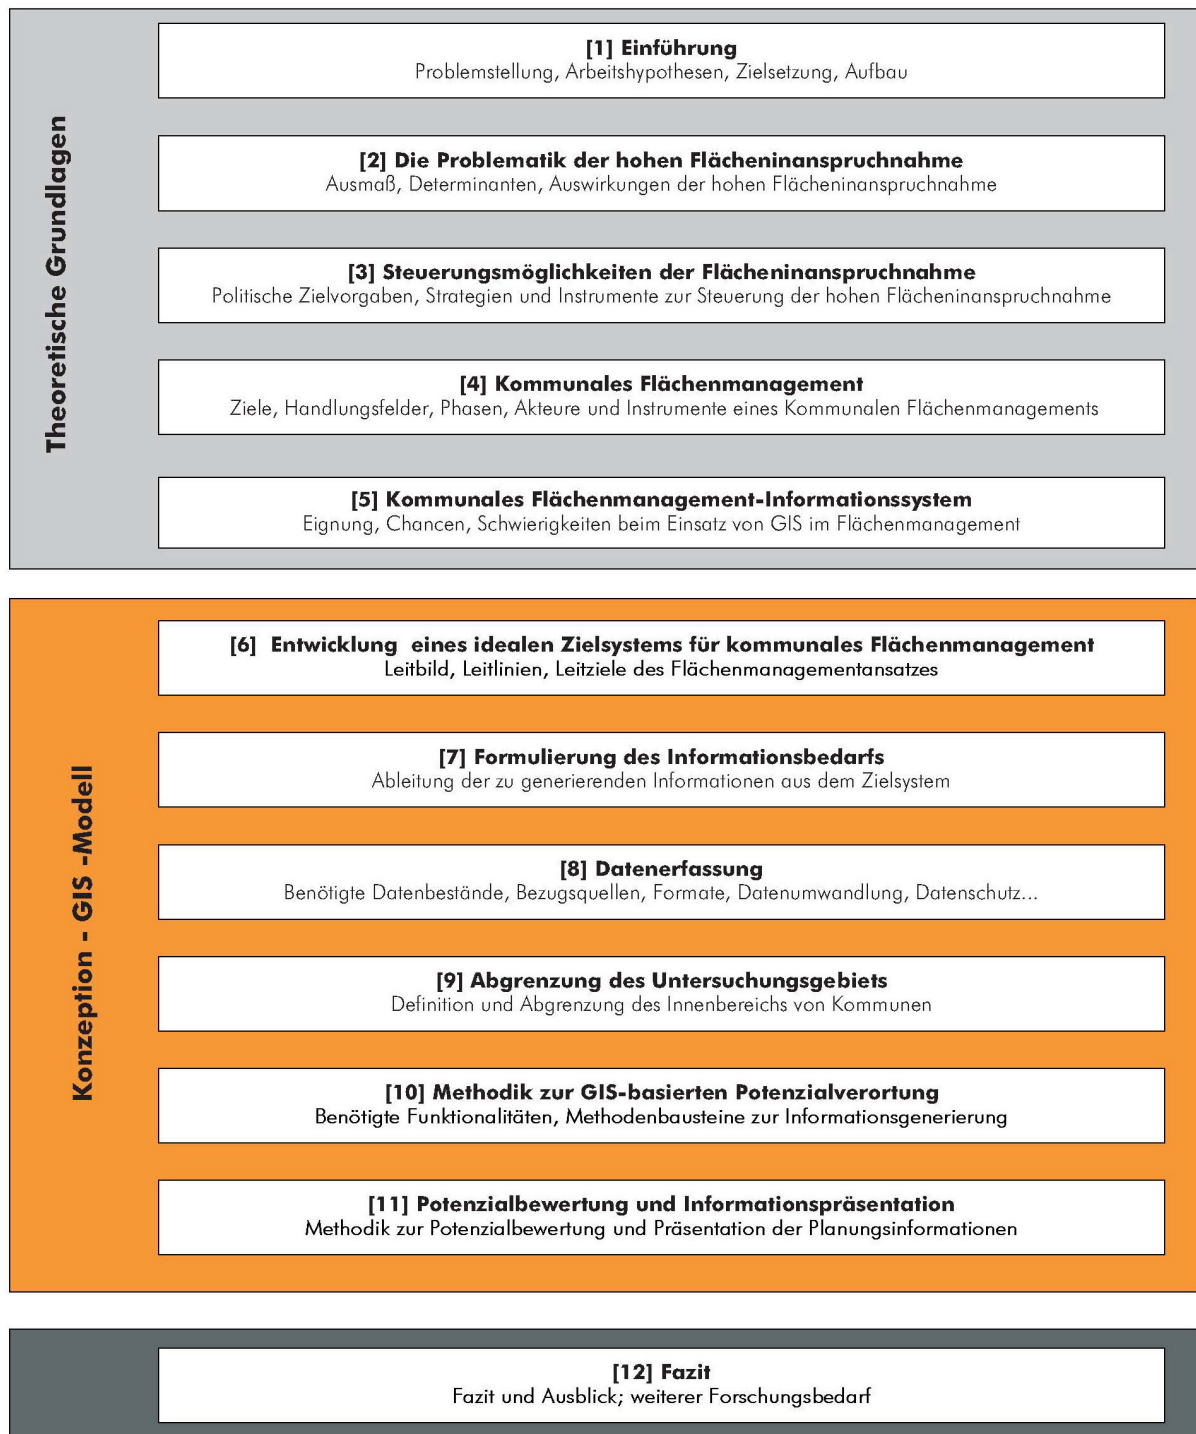 Theoretische Grundlagen
[1] Einführung
Problemstellung, Arbeitshypothesen, Zielsetzung, Aufbau
[2] Die Problematik der hohen Flächeninanspruchnahme
Ausmaß, Determinanten, Auswirkungen der hohen Flächeninanspruchnahme
[3] Steuerungsmöglichkeiten der Flächeninanspruchnahme
Politische Zielvorgaben, Strategien und Instrumente zur Steuerung der hohen Flächeninanspruchnahme
[4] Kommunales Flächenmanagement
Ziele, Handlungsfelder, Phasen, Akteure und Instrumente eines Kommunalen Flächenmanagements
[5] Kommunales Flächenmanagement-Informationssystem
Eignung, Chancen, Schwierigkeiten beim Einsatz von GIS im Flächenmanagement
Konzeption - GIS -Modell
[6] Entwicklung eines idealen Zielsystems für kommunales Flächenmanagement
Leitbild, Leitlinien, Leitziele des Flächenmanagementansatzes
[7] Formulierung des Informationsbedarfs
Ableitung der zu generierenden Informationen aus dem Zielsystem
[8] Datenerfassung
Benötigte Datenbestände, Bezugsquellen, Formate, Datenumwandlung, Datenschutz...
[9] Abgrenzung des Untersuchungsgebiets
Definition und Abgrenzung des Innenbereichs von Kommunen
[10] Methodik zur GIS-basierten Potenzialverortung
Benötigte Funktionalitäten, Methodenbausteine zur Informationsgenerierung
[11] Potenzialbewertung und Informationspräsentation
Methodik zur Potenzialbewertung und Präsentation der Planungsinformationen
[12] Fazit
Fazit und Ausblick; weiterer Forschungsbedarf